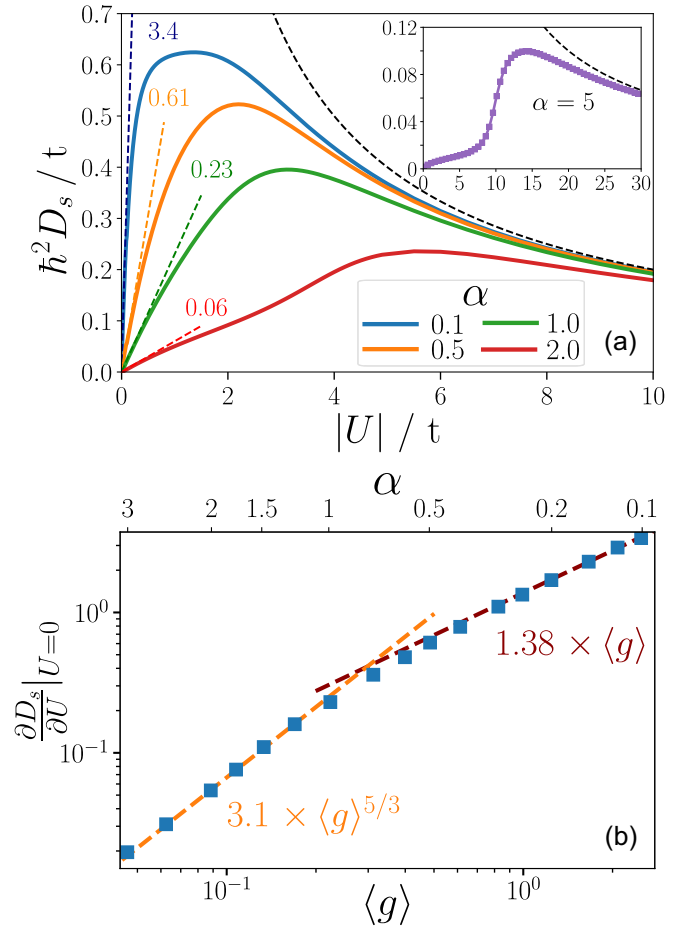 0.7
0.6
0.5
0.4
0.3
0.2
0.1
0.0
ħ²Dₛ / t
3.4
0.61
0.23
0.06
0.12
0.08
0.04
0
0 5 10 15 20 25 30
α = 5
α
0.1 1.0
0.5 2.0
(a)
0 2 4 6 8 10
|U| / t
α
3 2 1.5 1 0.5 0.2 0.1
10⁰
10⁻¹
∂Dₛ/∂U|U=0
1.38 × ⟨g⟩
3.1 × ⟨g⟩⁵ᐟ³
(b)
10⁻¹ 10⁰
⟨g⟩